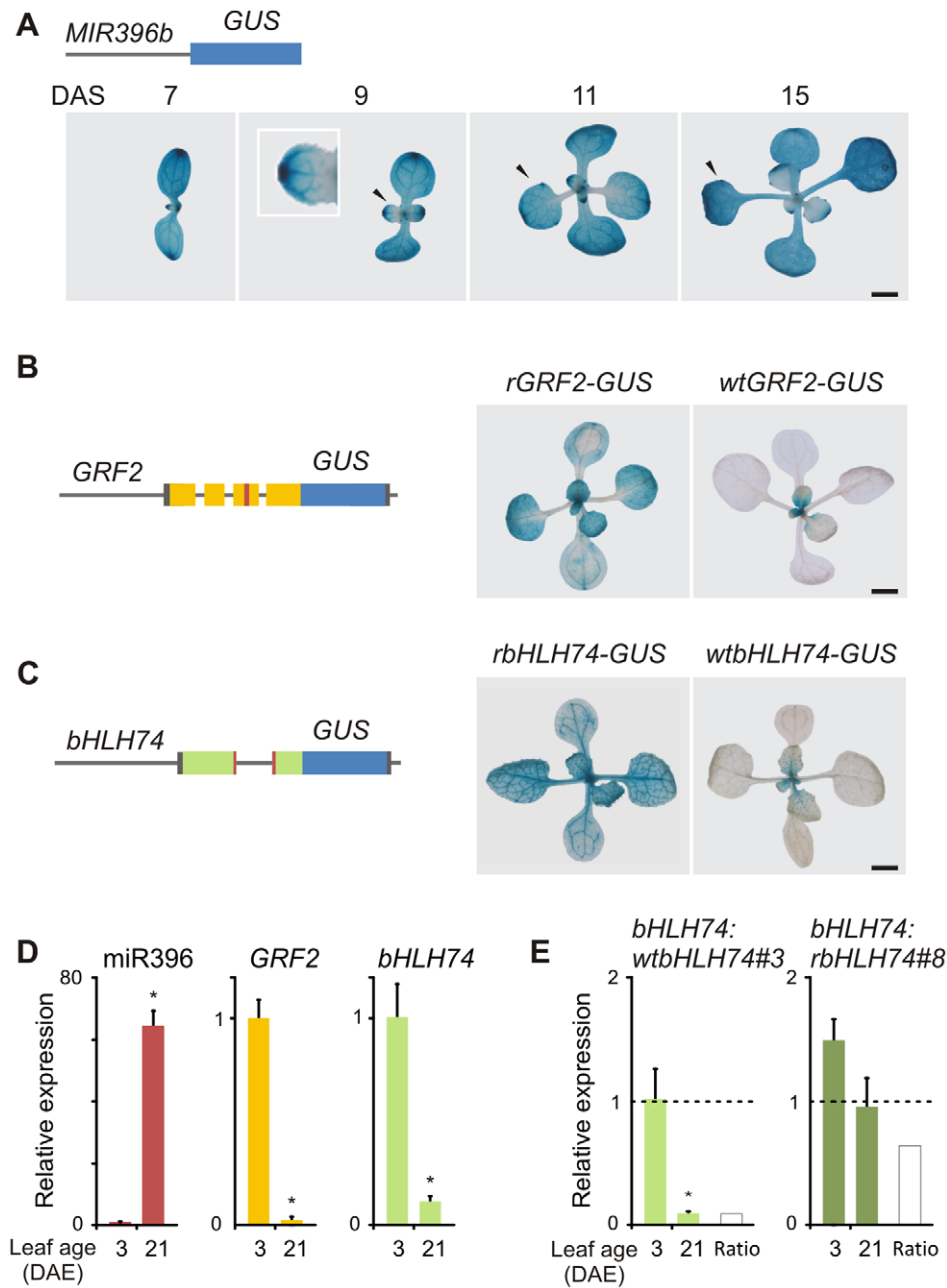 A
MIR396b
GUS
DAS 7 9 11 15
B
GRF2
GUS
rGRF2-GUS
wtGRF2-GUS
C
bHLH74
GUS
rbHLH74-GUS
wtbHLH74-GUS
D
miR396
GRF2
bHLH74
Relative expression
80
0
*
1
0
*
1
0
*
Leaf age
(DAE)
3 21
3 21
3 21
E
bHLH74:
wtbHLH74#3
bHLH74:
rbHLH74#8
Relative expression
2
1
0
*
2
1
0
Leaf age
(DAE)
3 21 Ratio
3 21 Ratio